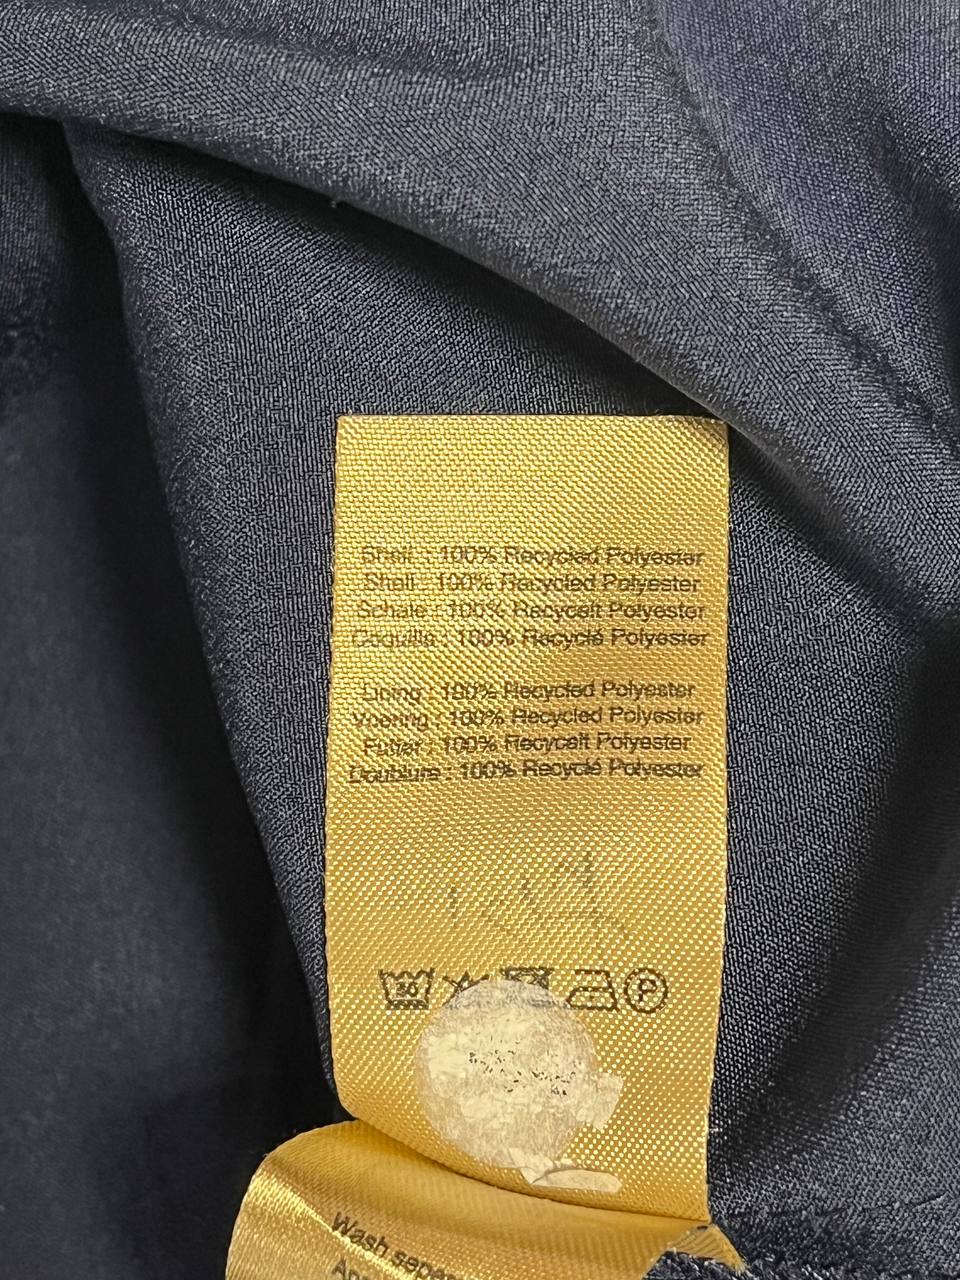 Shell : 100% Recycled Polyester
Shell : 100% Recycled Polyester
Schale : 100% Recycelt Polyester
Coquille : 100% Recyclé Polyester
Lining : 100% Recycled Polyester
Voering : 100% Recycled Polyester
Futter : 100% Recycelt Polyester
Doublure : 100% Recyclé Polyester
30 P
Wash